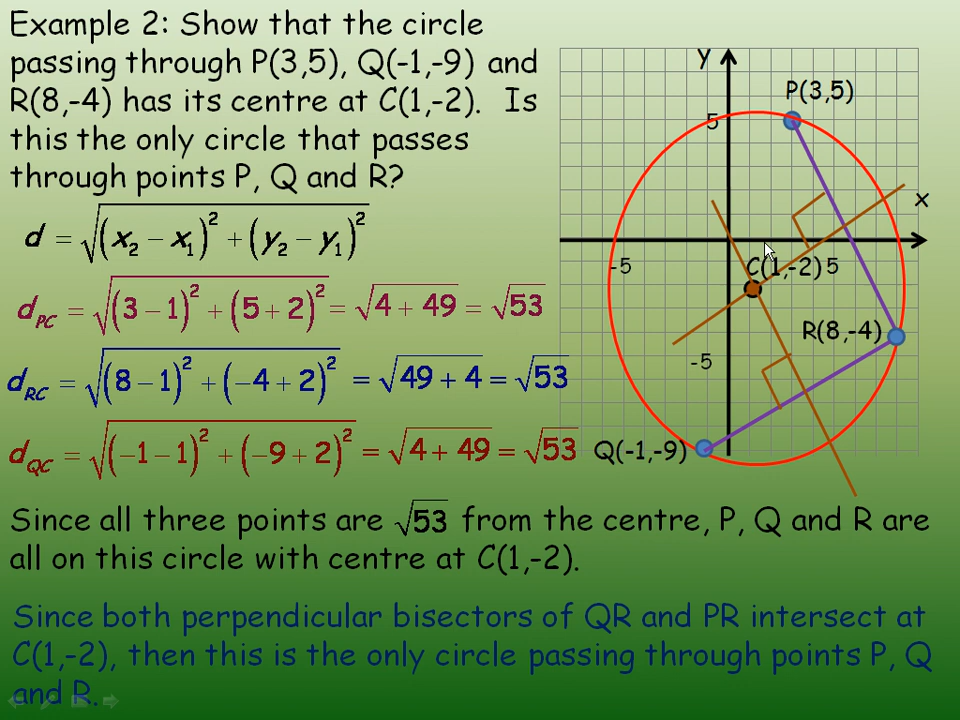 Example 2: Show that the circle
passing through P(3,5), Q(-1,-9) and
R(8,-4) has its centre at C(1,-2). Is
this the only circle that passes
through points P, Q and R?
d = √((x₂ − x₁)² + (y₂ − y₁)²)
d_PC = √((3 − 1)² + (5 + 2)²) = √(4 + 49) = √53
d_RC = √((8 − 1)² + (−4 + 2)²) = √(49 + 4) = √53
d_QC = √((−1 − 1)² + (−9 + 2)²) = √(4 + 49) = √53
y
P(3,5)
5
x
-5
C(1,-2)
5
R(8,-4)
-5
Q(-1,-9)
Since all three points are √53 from the centre, P, Q and R are
all on this circle with centre at C(1,-2).
Since both perpendicular bisectors of QR and PR intersect at
C(1,-2), then this is the only circle passing through points P, Q
and R.